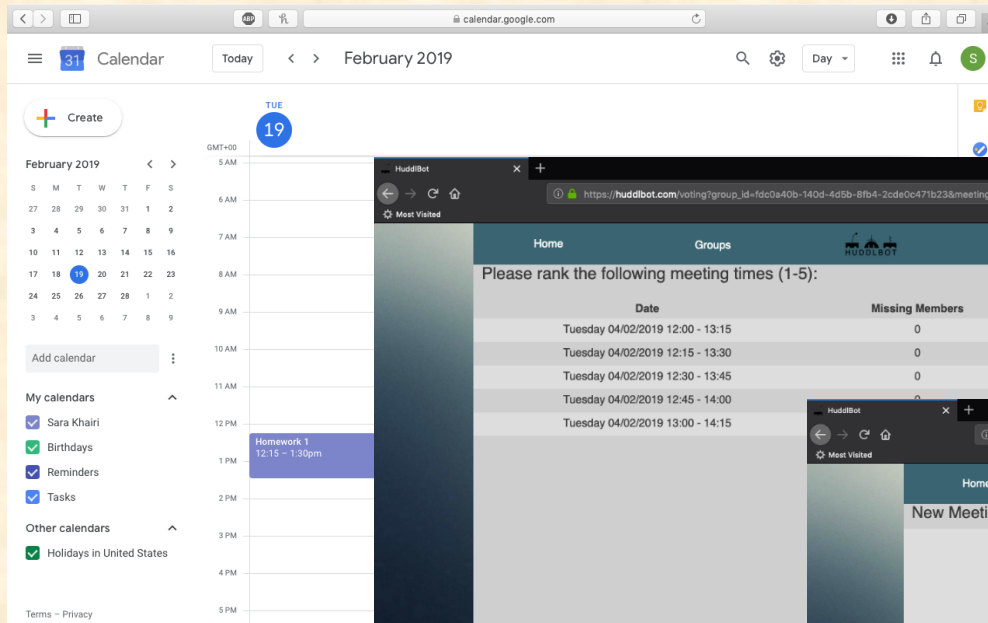 ABP
calendar.google.com
31 Calendar Today February 2019 Day S
Create
TUE
19
GMT+00
February 2019
S M T W T F S
27 28 29 30 31 1 2
3 4 5 6 7 8 9
10 11 12 13 14 15 16
17 18 19 20 21 22 23
24 25 26 27 28 1 2
3 4 5 6 7 8 9
Add calendar
My calendars
Sara Khairi
Birthdays
Reminders
Tasks
Other calendars
Holidays in United States
Terms – Privacy
5 AM
6 AM
7 AM
8 AM
9 AM
10 AM
11 AM
12 PM
1 PM
2 PM
3 PM
4 PM
5 PM
Homework 1
12:15 – 1:30pm
HuddlBot
https://huddlbot.com/voting?group_id=fdc0a40b-140d-4d5b-8fb4-2cde0c471b23&meeting
Most Visited
Home Groups HUDDLBOT
Please rank the following meeting times (1-5):
Date Missing Members
Tuesday 04/02/2019 12:00 - 13:15 0
Tuesday 04/02/2019 12:15 - 13:30 0
Tuesday 04/02/2019 12:30 - 13:45 0
Tuesday 04/02/2019 12:45 - 14:00
Tuesday 04/02/2019 13:00 - 14:15
HuddlBot
Most Visited
Home
New Meeti